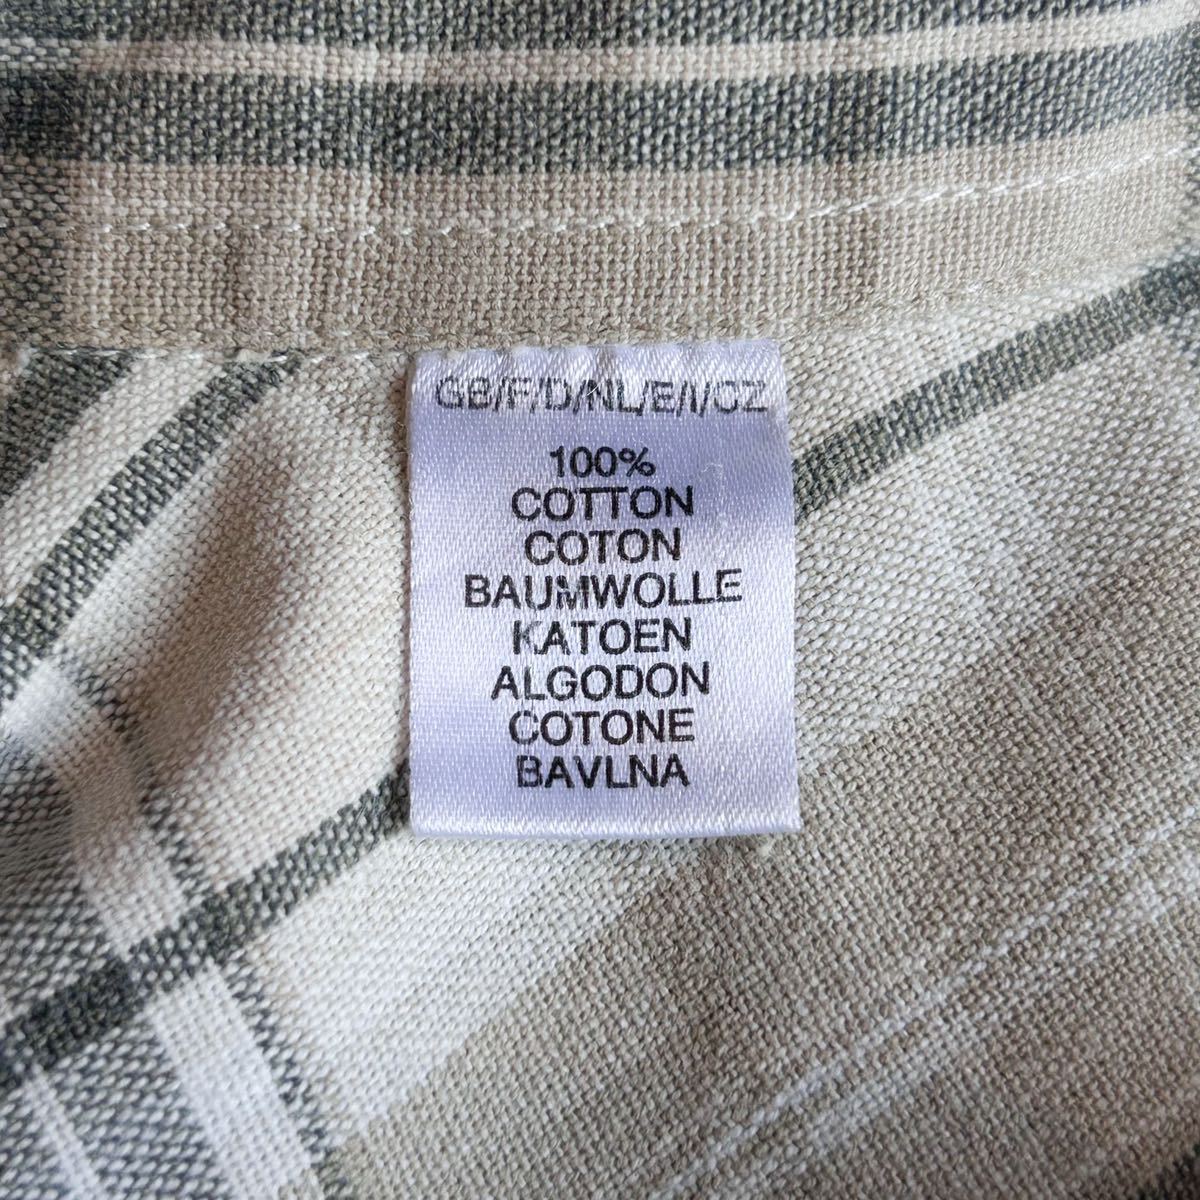 GB/F/D/NL/E/I/CZ
100%
COTTON
COTON
BAUMWOLLE
KATOEN
ALGODON
COTONE
BAVLNA